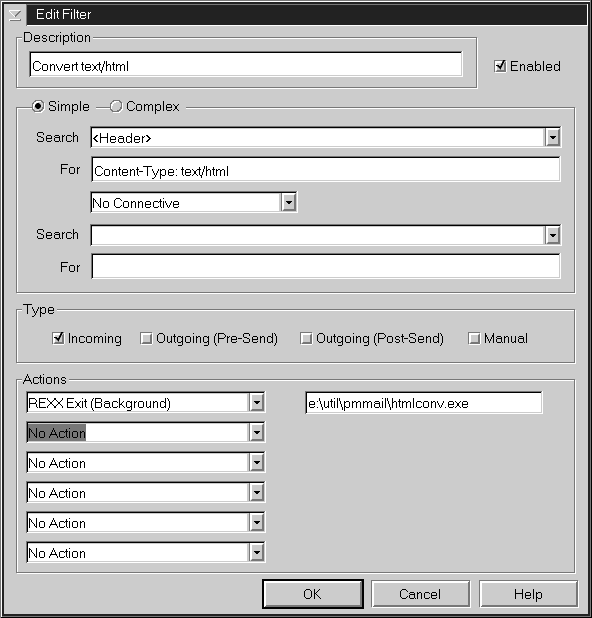 Edit Filter
Description
Convert text/html
Enabled
Simple Complex
Search <Header>
For Content-Type: text/html
No Connective
Search
For
Type
Incoming Outgoing (Pre-Send) Outgoing (Post-Send) Manual
Actions
REXX Exit (Background) e:\util\pmmail\htmlconv.exe
No Action
No Action
No Action
No Action
No Action
OK Cancel Help